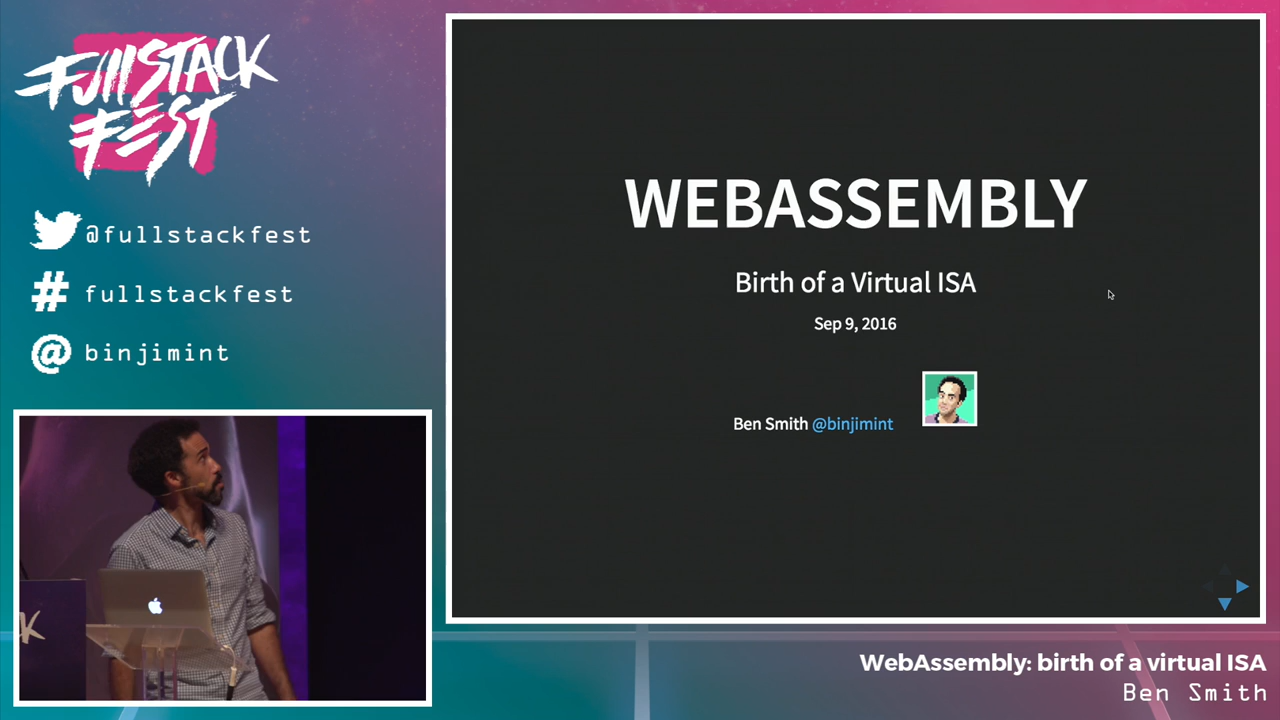 FullSTACK
FEST
@fullstackfest
# fullstackfest
@ binjimint
WEBASSEMBLY
Birth of a Virtual ISA
Sep 9, 2016
Ben Smith @binjimint
K
WebAssembly: birth of a virtual ISA
Ben Smith